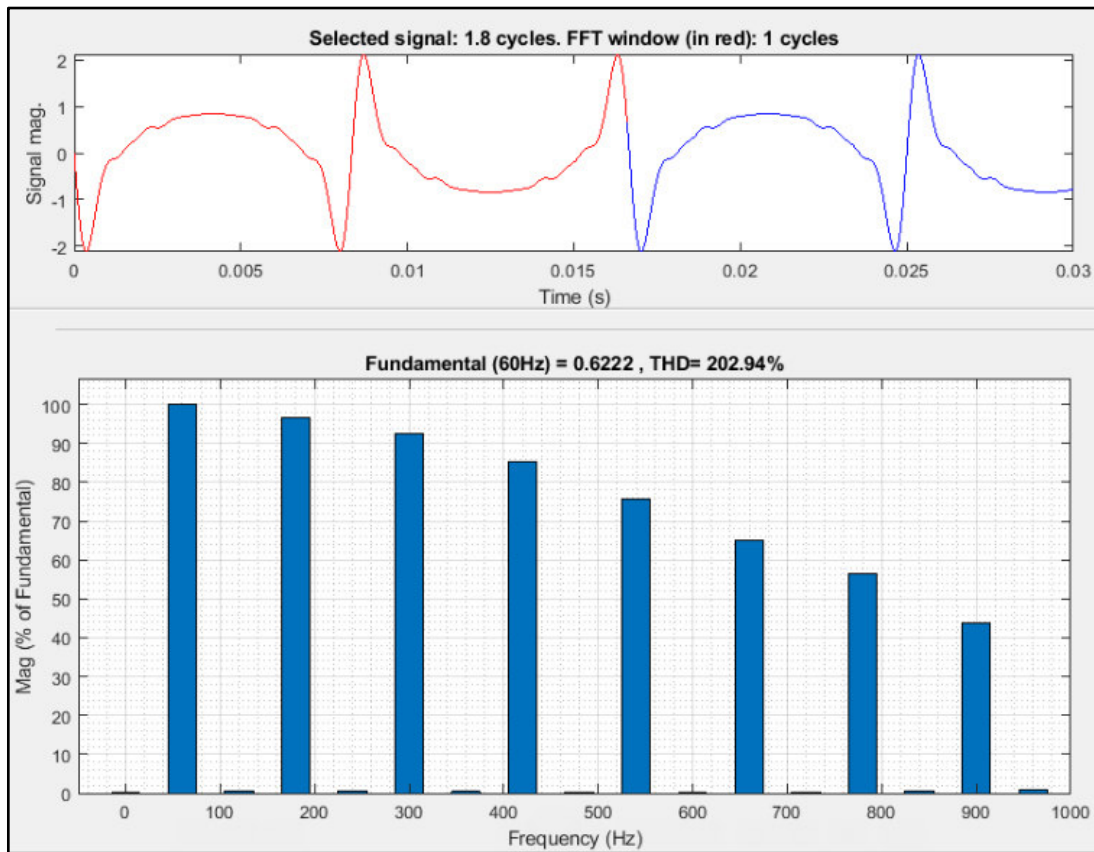 Selected signal: 1.8 cycles. FFT window (in red): 1 cycles
2
1
0
-1
-2
Signal mag.
0 0.005 0.01 0.015 0.02 0.025 0.03
Time (s)
Fundamental (60Hz) = 0.6222 , THD= 202.94%
100
90
80
70
60
50
40
30
20
10
0
Mag (% of Fundamental)
0 100 200 300 400 500 600 700 800 900 1000
Frequency (Hz)